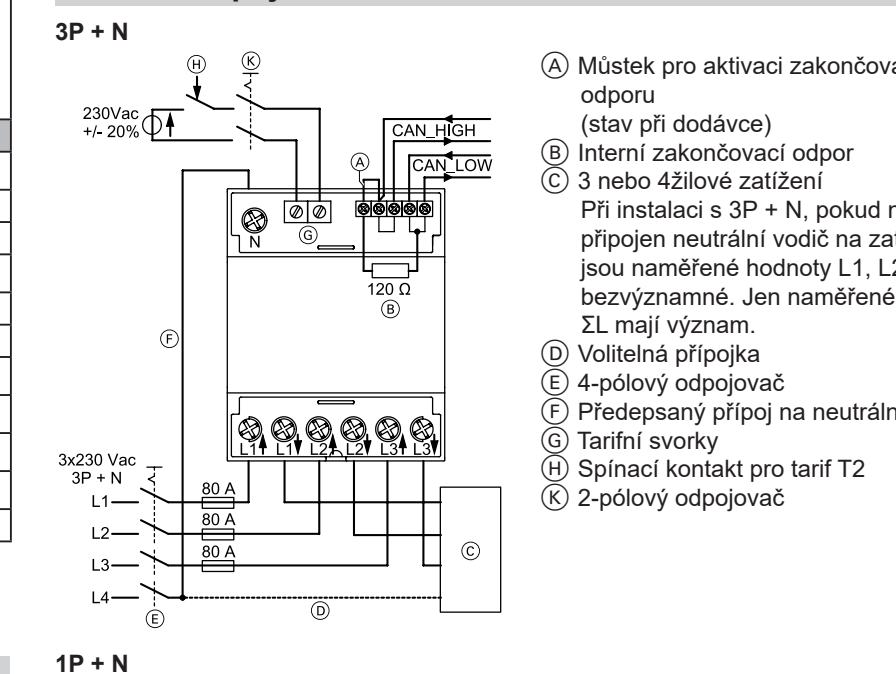 3P + N
H
K
230Vac
+/- 20%
CAN_HIGH
A
CAN_LOW
N
G
120 Ω
B
F
L1 L1 L2 L2 L3 L3
3x230 Vac
3P + N
L1
80 A
L2
80 A
L3
80 A
C
L4
D
E
A Můstek pro aktivaci zakončova
odporu
(stav při dodávce)
B Interní zakončovací odpor
C 3 nebo 4žilové zatížení
Při instalaci s 3P + N, pokud
připojen neutrální vodič na
jsou naměřené hodnoty L1,
bezvýznamné. Jen naměřené
ΣL mají význam.
D Volitelná přípojka
E 4-pólový odpojovač
F Předepsaný přípoj na neutráln
G Tarifní svorky
H Spínací kontakt pro tarif T2
K 2-pólový odpojovač
1P + N